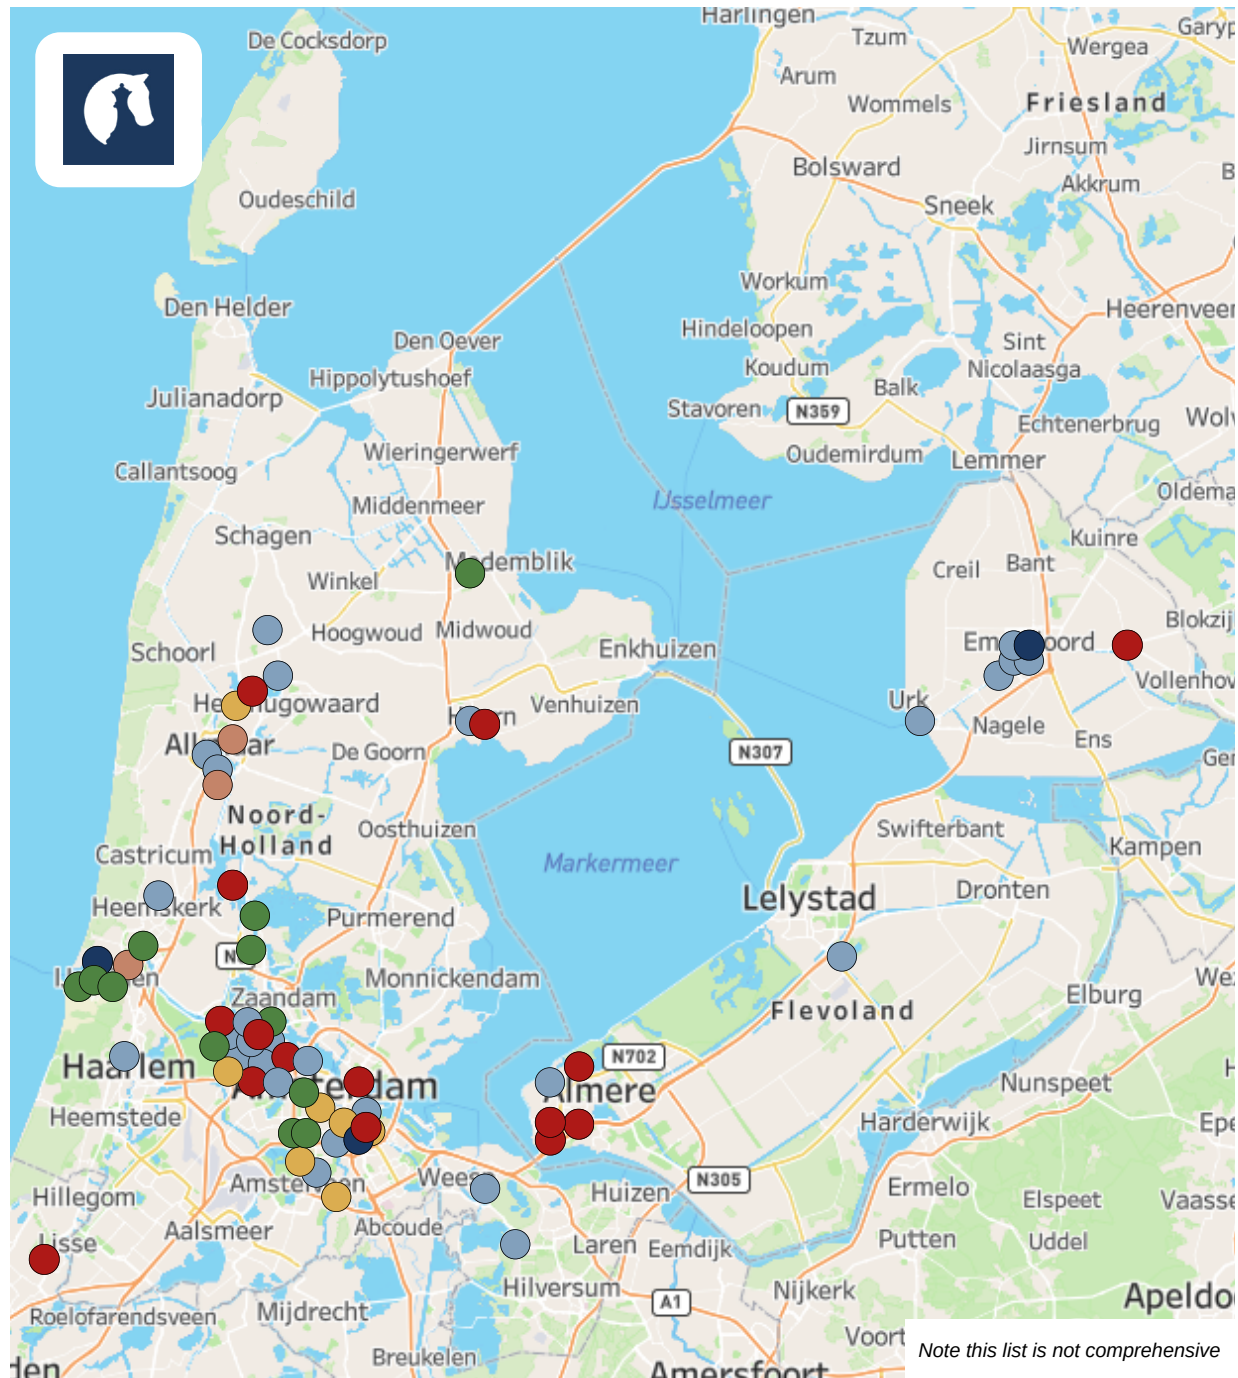 Harlingen
De Cocksdorp
Tzum
Wergea
Arum
Wommels
Friesland
Jirnsum
Bolsward
Akkrum
Oudeschild
Sneek
Workum
Den Helder
Heerenveen
Hindeloopen
Den Oever
Sint
Nicolaasga
Koudum
Hippolytushoef
Balk
Julianadorp
Stavoren
N359
Echtenerbrug
Wieringerwerf
Oudemirdum
Lemmer
Callantsoog
IJsselmeer
Middenmeer
Schagen
Kuinre
Winkel
Creil
Bant
Hoogwoud
Midwoud
Schoorl
Enkhuizen
Vollenhov
Urk
Venhuizen
Nagele
De Goorn
N307
Ens
Noord-
Holland
Oosthuizen
Swifterbant
Castricum
Markermeer
Kampen
Lelystad
Dronten
Purmerend
Monnickendam
Zaandam
Elburg
Flevoland
N702
Nunspeet
Heemstede
Harderwijk
Epe
Hillegom
Huizen
N305
Ermelo
Elspeet
Aalsmeer
Abcoude
Laren
Eemdijk
Putten
Uddel
Hilversum
Nijkerk
Apeldo
Roelofarendsveen
Mijdrecht
A1
Voort
Breukelen
Amersfoort
Note this list is not comprehensive